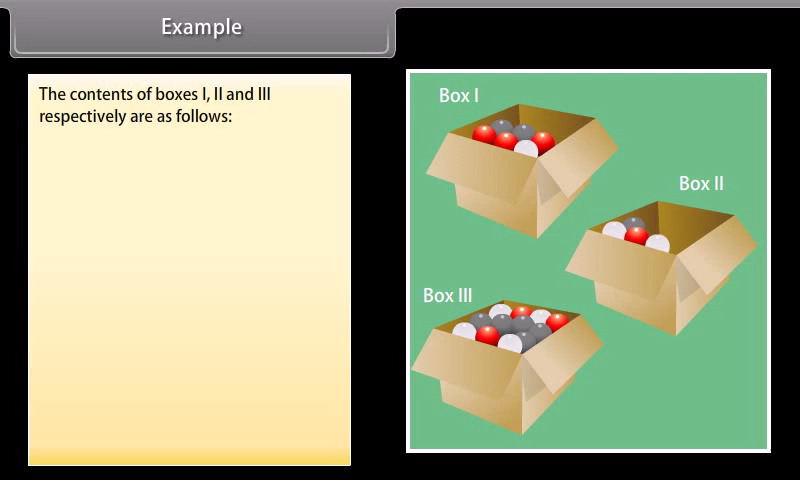 Example
The contents of boxes I, II and III
respectively are as follows:
Box I
Box II
Box III